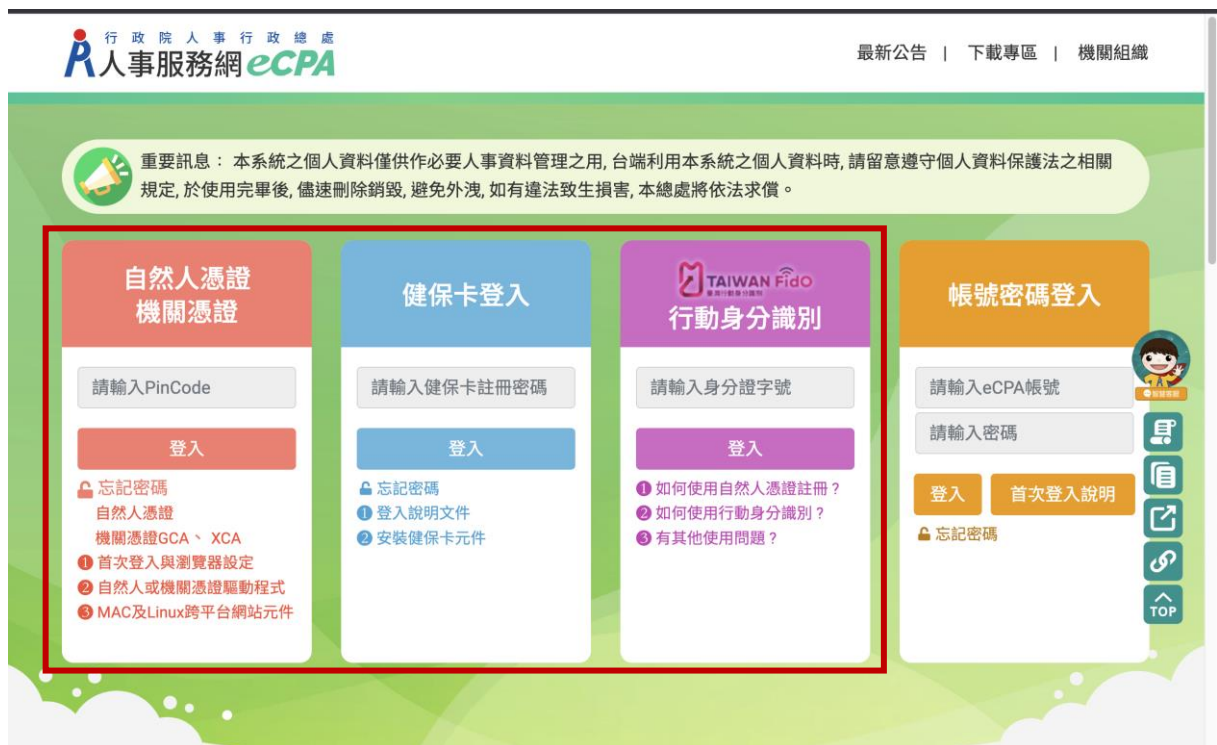 行政院人事行政總處
人事服務網 eCPA
最新公告 | 下載專區 | 機關組織
重要訊息： 本系統之個人資料僅供作必要人事資料管理之用, 台端利用本系統之個人資料時, 請留意遵守個人資料保護法之相關
規定, 於使用完畢後, 儘速刪除銷毀, 避免外洩, 如有違法致生損害, 本總處將依法求償。
自然人憑證
機關憑證
請輸入PinCode
登入
忘記密碼
自然人憑證
機關憑證GCA、 XCA
❶ 首次登入與瀏覽器設定
❷ 自然人或機關憑證驅動程式
❸ MAC及Linux跨平台網站元件
健保卡登入
請輸入健保卡註冊密碼
登入
忘記密碼
❶ 登入說明文件
❷ 安裝健保卡元件
TAIWAN FidO
臺灣行動身分識別
行動身分識別
請輸入身分證字號
登入
❶ 如何使用自然人憑證註冊？
❷ 如何使用行動身分識別？
❸ 有其他使用問題？
帳號密碼登入
請輸入eCPA帳號
請輸入密碼
登入 首次登入說明
忘記密碼
TOP